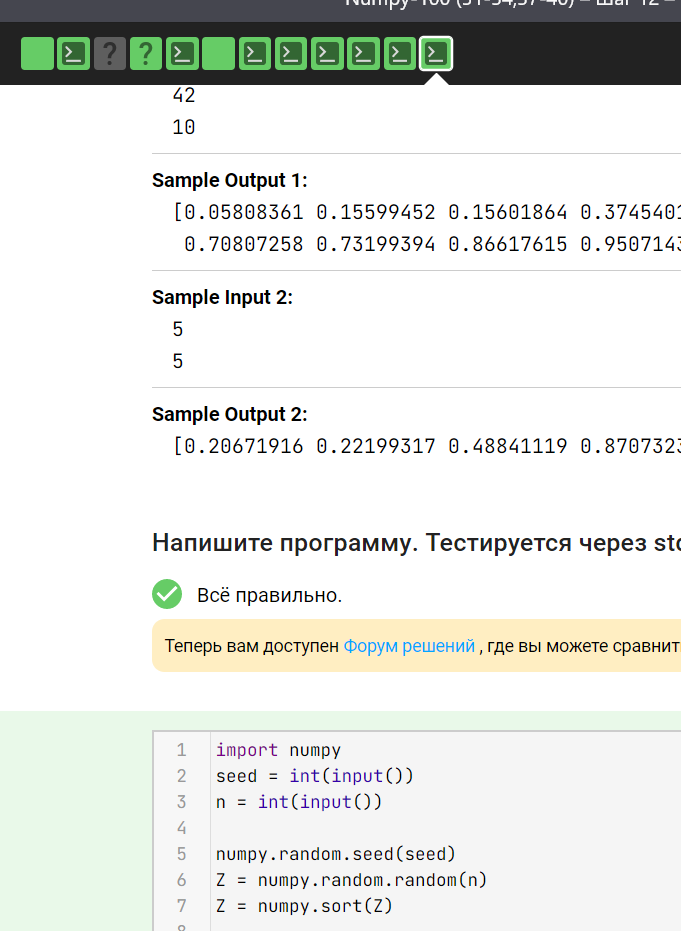 Numpy-100 (31-34,37-40) – Шаг 12 –
? ?
42
10
Sample Output 1:
[0.05808361 0.15599452 0.15601864 0.3745401
0.70807258 0.73199394 0.86617615 0.9507143
Sample Input 2:
5
5
Sample Output 2:
[0.20671916 0.22199317 0.48841119 0.8707323
Напишите программу. Тестируется через
Всё правильно.
Теперь вам доступен Форум решений , где вы можете сравнит
1 import numpy
2 seed = int(input())
3 n = int(input())
4
5 numpy.random.seed(seed)
6 Z = numpy.random.random(n)
7 Z = numpy.sort(Z)
8